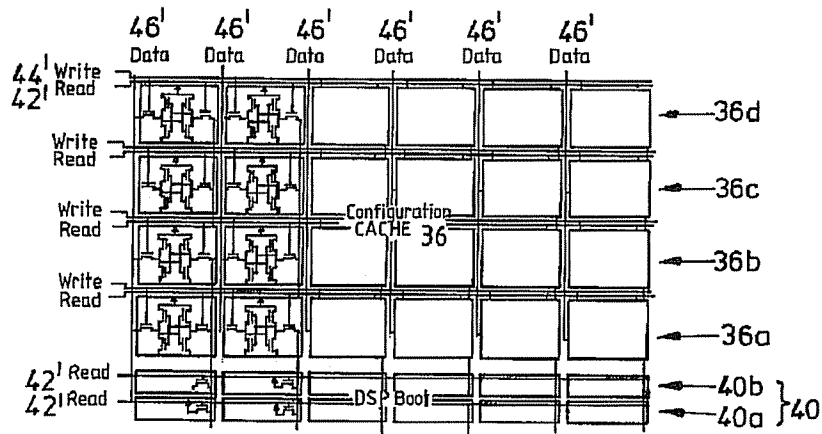 46' 46' 46' 46' 46' 46'
Data Data Data Data Data Data
44' Write
42' Read
36d
Write
Read
36c
Write
Read
Configuration
CACHE 36
36b
Write
Read
36a
42' Read
40b
42' Read
DSP Boot
40a
40